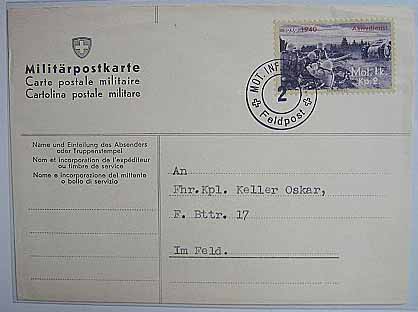 Militärpostkarte
Carte postale militaire
Cartolina postale militare
1940 Aktivdienst
Mot. Jk.
Kp. 2
MOT. INF.
2
Feldpost
Name und Einteilung des Absenders
oder Truppenstempel
Nom et incorporation de l'expéditeur
ou timbre de service
Nome e incorporazione del mittente
o bollo di servizio
An
Fhr.Kpl. Keller Oskar,
F. Bttr. 17
Im Feld.